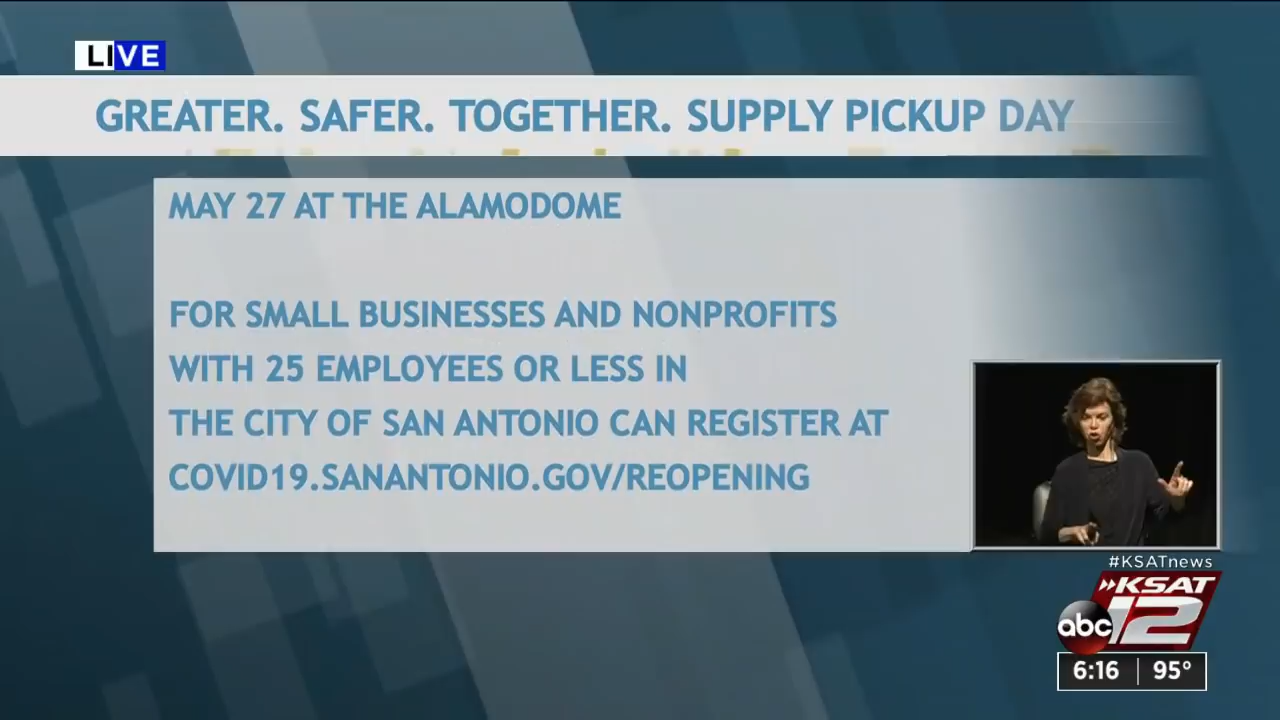 LIVE
GREATER. SAFER. TOGETHER. SUPPLY PICKUP DAY
MAY 27 AT THE ALAMODOME
FOR SMALL BUSINESSES AND NONPROFITS
WITH 25 EMPLOYEES OR LESS IN
THE CITY OF SAN ANTONIO CAN REGISTER AT
COVID19.SANANTONIO.GOV/REOPENING
#KSATnews
KSAT
abc 12
6:16 95°